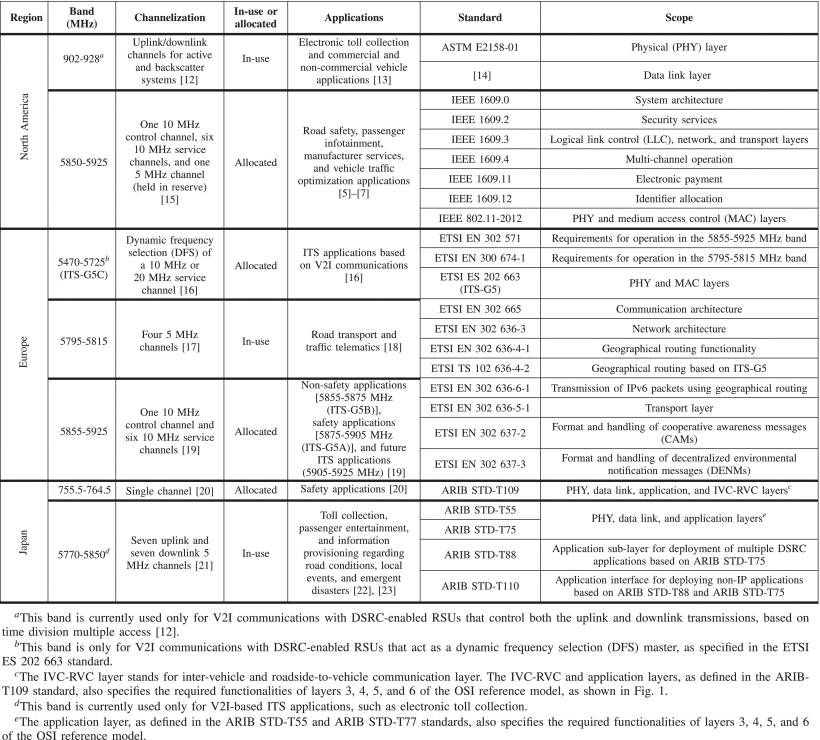 Region
Band
(MHz)
Channelization
In-use or
allocated
Applications
Standard
Scope
North America
902-928a
Uplink/downlink
channels for active
and backscatter
systems [12]
In-use
Electronic toll collection
and commercial and
non-commercial vehicle
applications [13]
ASTM E2158-01
Physical (PHY) layer
[14]
Data link layer
5850-5925
One 10 MHz
control channel, six
10 MHz service
channels, and one
5 MHz channel
(held in reserve)
[15]
Allocated
Road safety, passenger
infotainment,
manufacturer services,
and vehicle traffic
optimization applications
[5]–[7]
IEEE 1609.0
System architecture
IEEE 1609.2
Security services
IEEE 1609.3
Logical link control (LLC), network, and transport layers
IEEE 1609.4
Multi-channel operation
IEEE 1609.11
Electronic payment
IEEE 1609.12
Identifier allocation
IEEE 802.11-2012
PHY and medium access control (MAC) layers
Europe
5470-5725b
(ITS-G5C)
Dynamic frequency
selection (DFS) of
a 10 MHz or
20 MHz service
channel [16]
Allocated
ITS applications based
on V2I communications
[16]
ETSI EN 302 571
Requirements for operation in the 5855-5925 MHz band
ETSI EN 300 674-1
Requirements for operation in the 5795-5815 MHz band
ETSI ES 202 663
(ITS-G5)
PHY and MAC layers
5795-5815
Four 5 MHz
channels [17]
In-use
Road transport and
traffic telematics [18]
ETSI EN 302 665
Communication architecture
ETSI EN 302 636-3
Network architecture
ETSI EN 302 636-4-1
Geographical routing functionality
ETSI TS 102 636-4-2
Geographical routing based on ITS-G5
5855-5925
One 10 MHz
control channel and
six 10 MHz service
channels [19]
Allocated
Non-safety applications
[5855-5875 MHz
(ITS-G5B)],
safety applications
[5875-5905 MHz
(ITS-G5A)], and future
ITS applications
(5905-5925 MHz) [19]
ETSI EN 302 636-6-1
Transmission of IPv6 packets using geographical routing
ETSI EN 302 636-5-1
Transport layer
ETSI EN 302 637-2
Format and handling of cooperative awareness messages
(CAMs)
ETSI EN 302 637-3
Format and handling of decentralized environmental
notification messages (DENMs)
Japan
755.5-764.5
Single channel [20]
Allocated
Safety applications [20]
ARIB STD-T109
PHY, data link, application, and IVC-RVC layersc
5770-5850d
Seven uplink and
seven downlink 5
MHz channels [21]
In-use
Toll collection,
passenger entertainment,
and information
provisioning regarding
road conditions, local
events, and emergent
disasters [22], [23]
ARIB STD-T55
ARIB STD-T75
PHY, data link, and application layerse
ARIB STD-T88
Application sub-layer for deployment of multiple DSRC
applications based on ARIB STD-T75
ARIB STD-T110
Application interface for deploying non-IP applications
based on ARIB STD-T88 and ARIB STD-T75
aThis band is currently used only for V2I communications with DSRC-enabled RSUs that control both the uplink and downlink transmissions, based on
time division multiple access [12].
bThis band is only for V2I communications with DSRC-enabled RSUs that act as a dynamic frequency selection (DFS) master, as specified in the ETSI
ES 202 663 standard.
cThe IVC-RVC layer stands for inter-vehicle and roadside-to-vehicle communication layer. The IVC-RVC and application layers, as defined in the ARIB-
T109 standard, also specifies the required functionalities of layers 3, 4, 5, and 6 of the OSI reference model, as shown in Fig. 1.
dThis band is currently used only for V2I-based ITS applications, such as electronic toll collection.
eThe application layer, as defined in the ARIB STD-T55 and ARIB STD-T77 standards, also specifies the required functionalities of layers 3, 4, 5, and 6
of the OSI reference model.